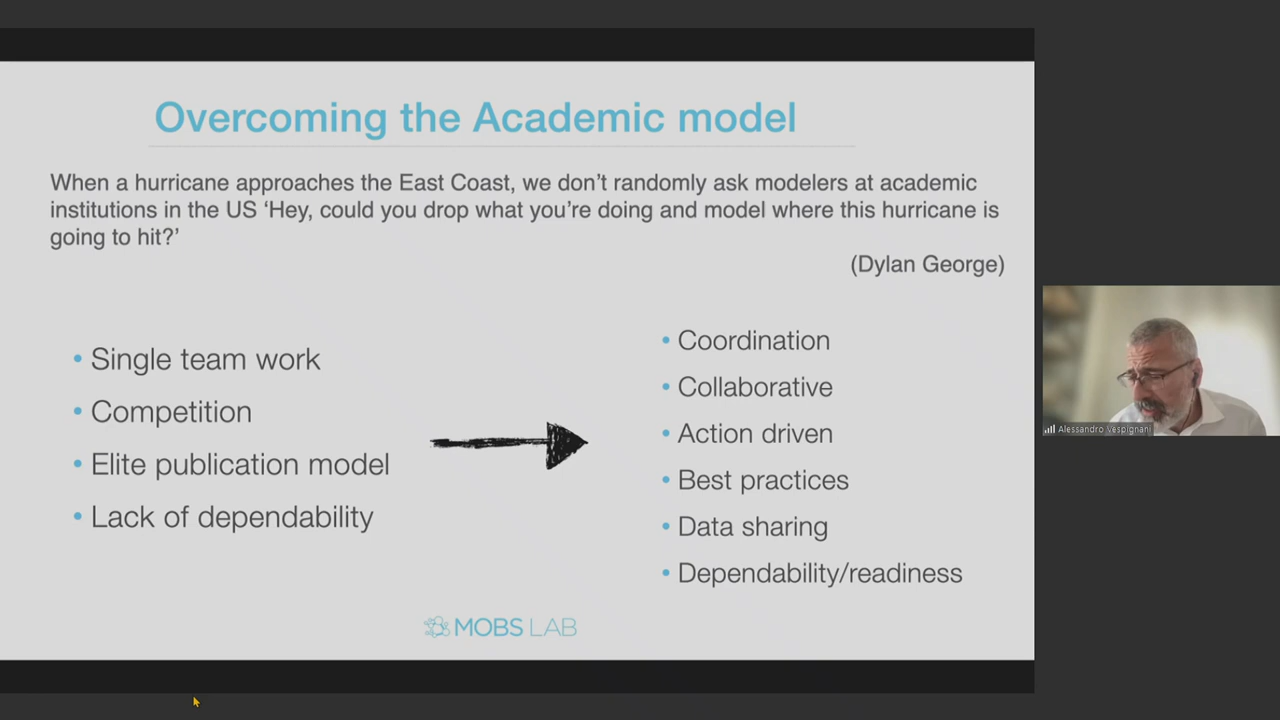 Overcoming the Academic model
When a hurricane approaches the East Coast, we don’t randomly ask modelers at academic
institutions in the US ‘Hey, could you drop what you’re doing and model where this hurricane is
going to hit?’
(Dylan George)
• Single team work
• Competition
• Elite publication model
• Lack of dependability
• Coordination
• Collaborative
• Action driven
• Best practices
• Data sharing
• Dependability/readiness
MOBS LAB
Alessandro Vespignani